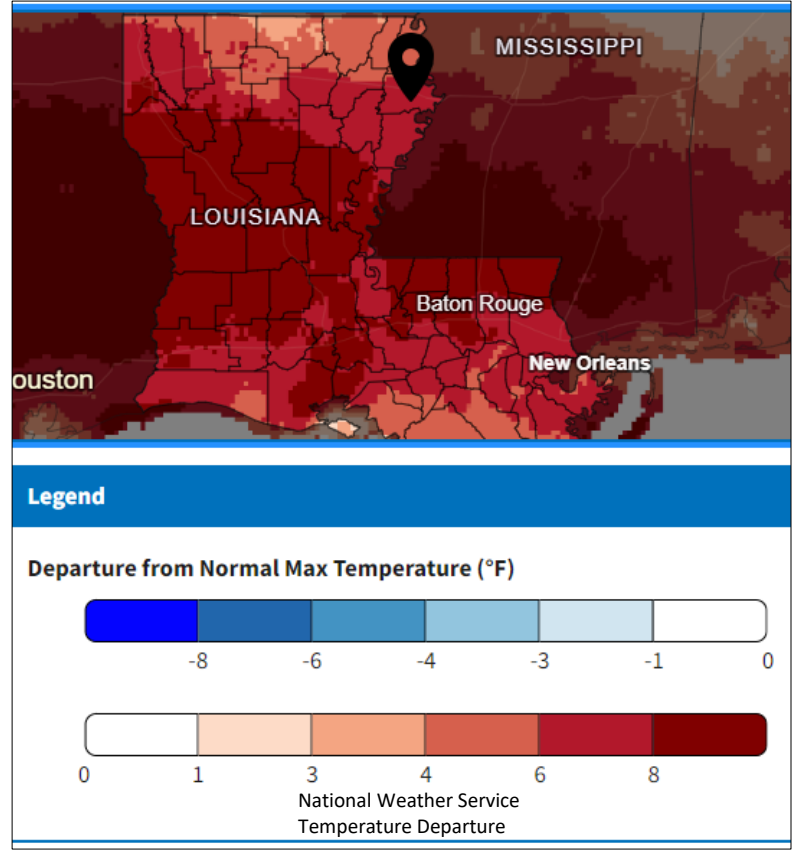 MISSISSIPPI
LOUISIANA
Baton Rouge
New Orleans
ouston
Legend
Departure from Normal Max Temperature (°F)
-8 -6 -4 -3 -1 0
0 1 3 4 6 8
National Weather Service
Temperature Departure